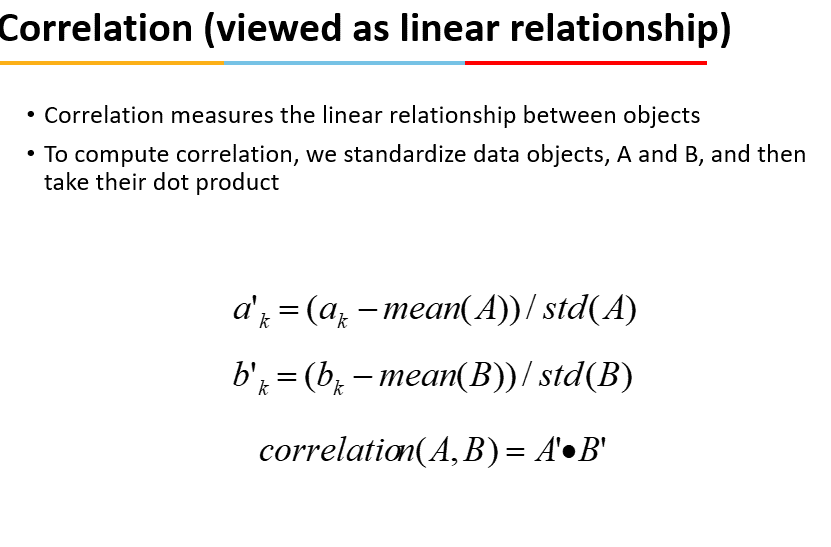 Correlation (viewed as linear relationship)
• Correlation measures the linear relationship between objects
• To compute correlation, we standardize data objects, A and B, and then
take their dot product
a'ₖ = (aₖ − mean(A)) / std(A)
b'ₖ = (bₖ − mean(B)) / std(B)
correlation(A, B) = A'•B'